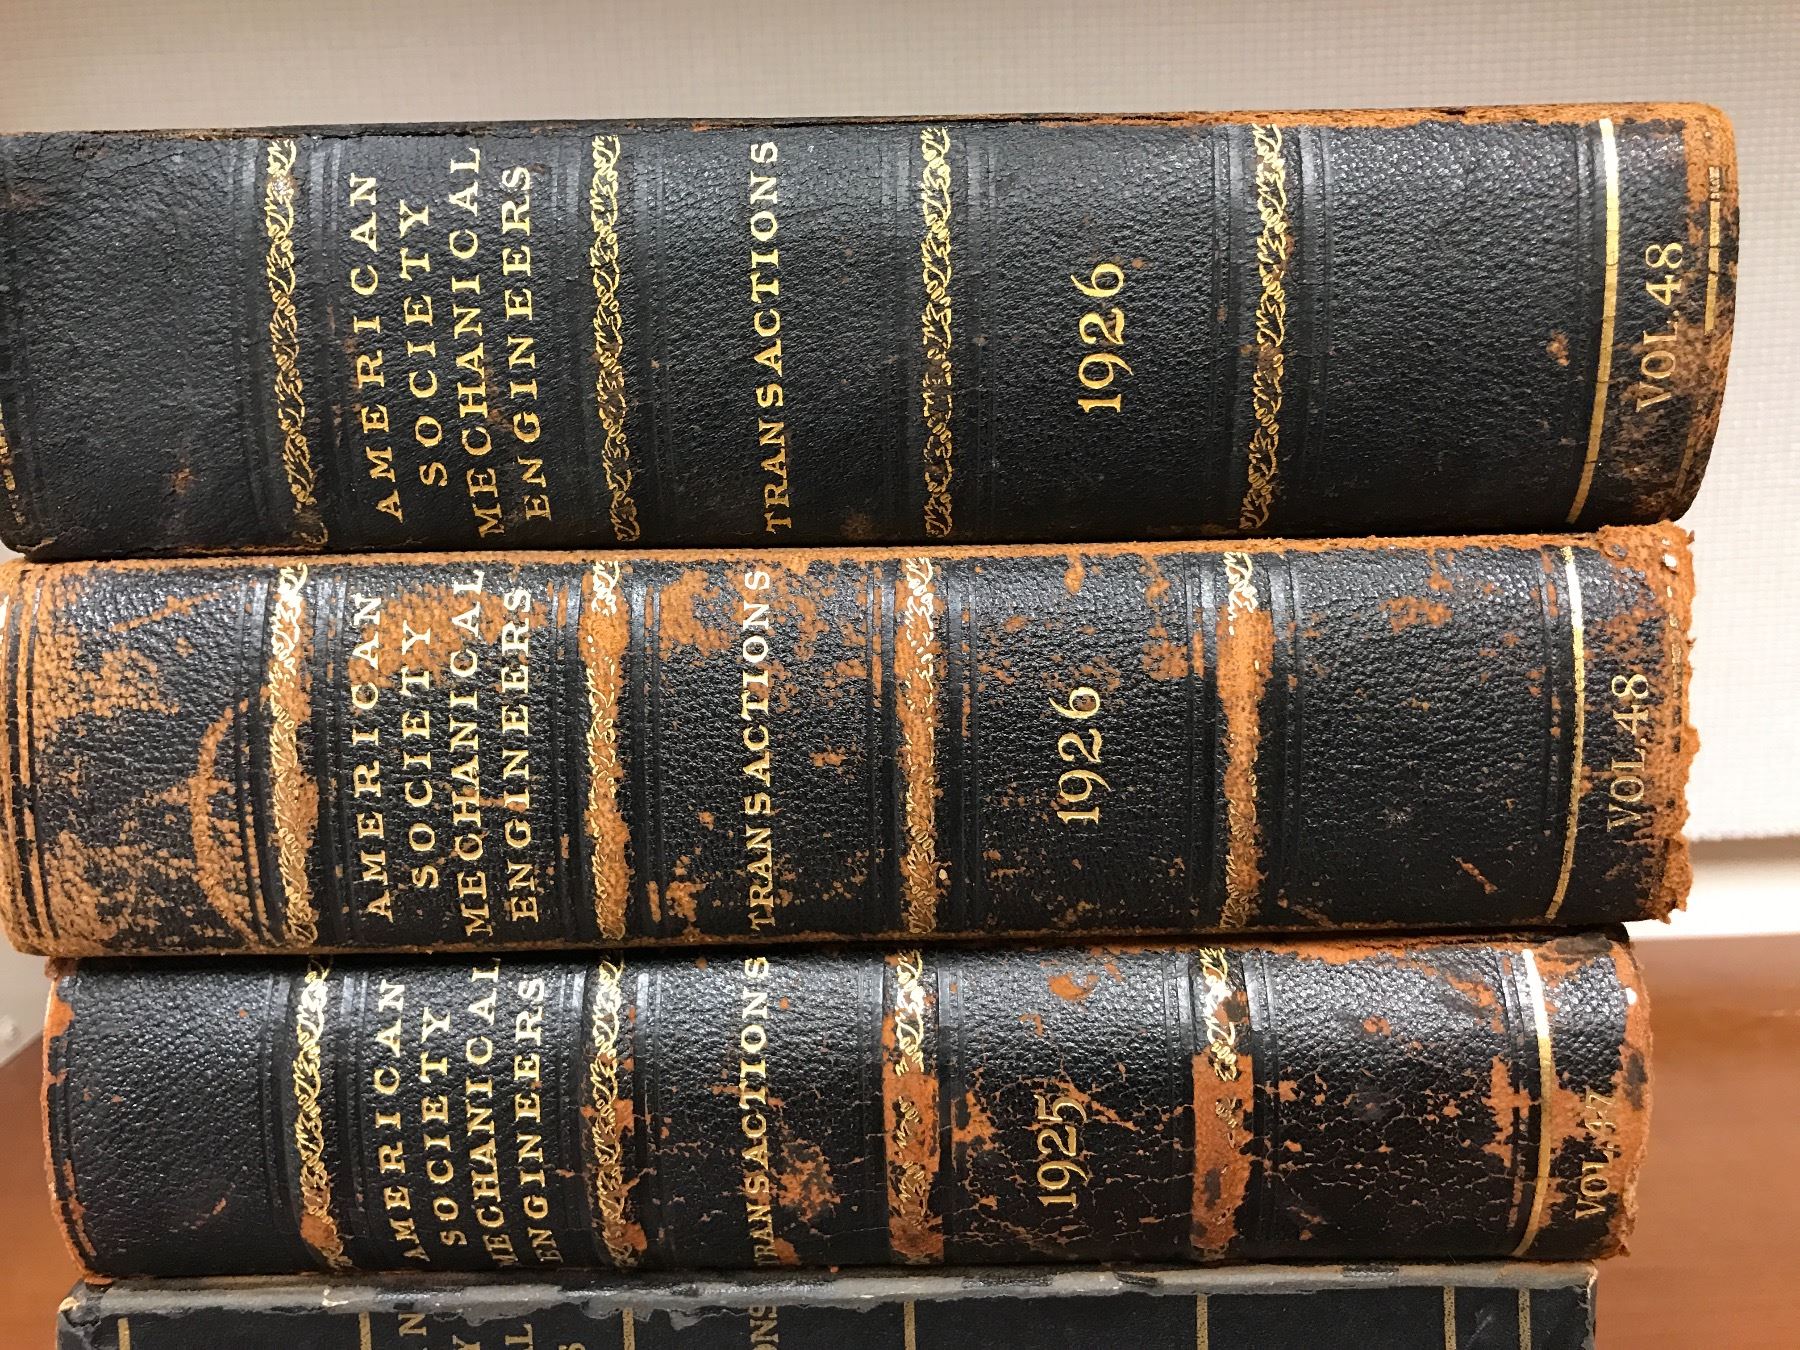 AMERICAN
SOCIETY
MECHANICAL
ENGINEERS
TRANSACTIONS
1926
VOL.48
AMERICAN
SOCIETY
MECHANICAL
ENGINEERS
TRANSACTIONS
1926
VOL.48
AMERICAN
SOCIETY
MECHANICAL
ENGINEERS
TRANSACTIONS
1925
VOL.47